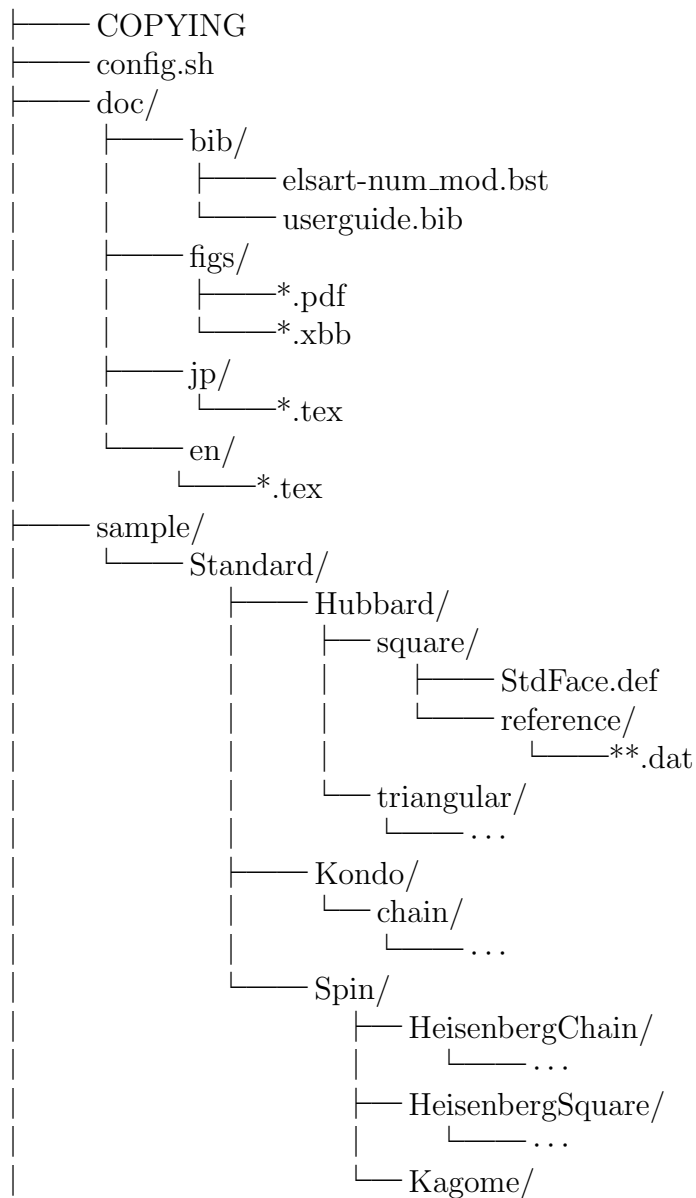 COPYING
config.sh
doc/
bib/
elsart-num_mod.bst
userguide.bib
figs/
*.pdf
*.xbb
jp/
*.tex
en/
*.tex
sample/
Standard/
Hubbard/
square/
StdFace.def
reference/
**.dat
triangular/
...
Kondo/
chain/
...
Spin/
HeisenbergChain/
...
HeisenbergSquare/
...
Kagome/